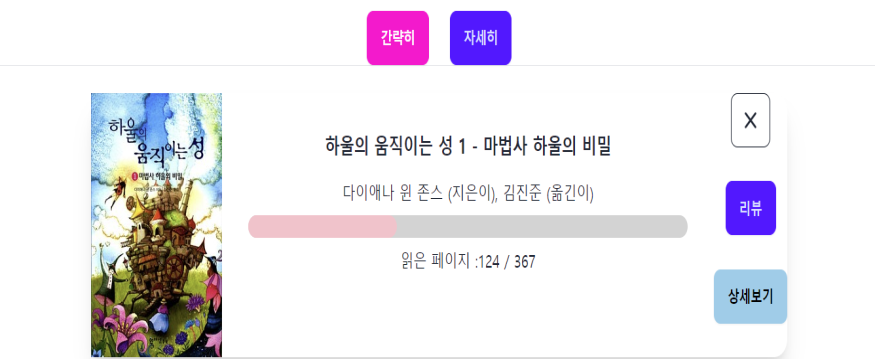 간략히 자세히
하울의
움직이는 성
1 마법사 하울의 비밀
하울의 움직이는 성 1 - 마법사 하울의 비밀
X
다이애나 윈 존스 (지은이), 김진준 (옮긴이)
리뷰
읽은 페이지 :124 / 367
상세보기